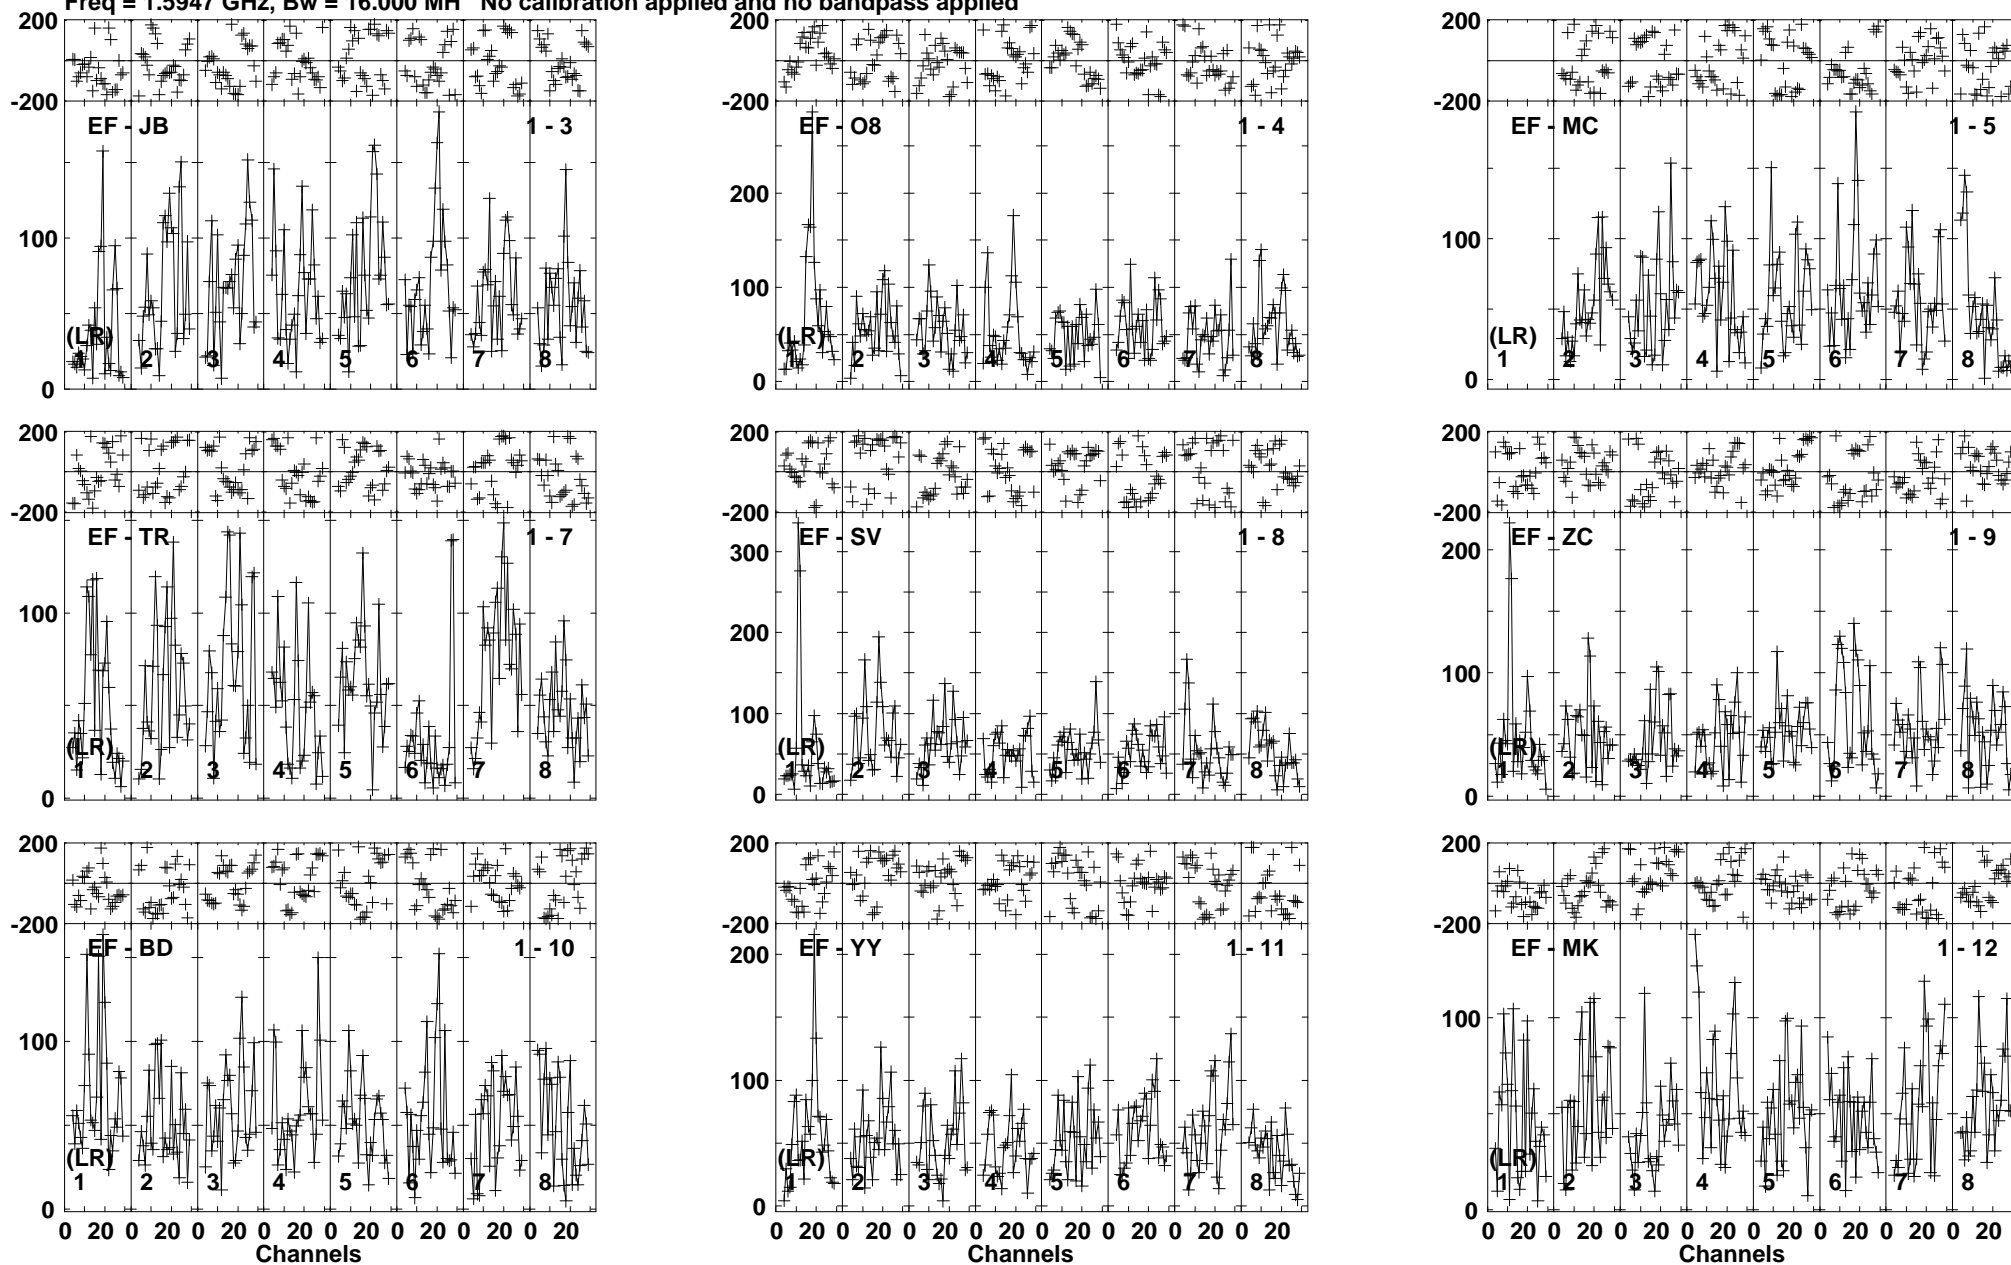 Freq = 1.5947 GHz, Bw = 16.000 MH No calibration applied and no bandpass applied
200 200 200
-200 -200 -200
EF - JB 1 - 3 EF - O8 1 - 4 EF - MC 1 - 5
200
100 100 100
(LR) (LR) (LR)
1 2 3 4 5 6 7 8 1 2 3 4 5 6 7 8 1 2 3 4 5 6 7 8
0 0 0
200 200 200
-200 -200 -200
EF - TR 1 - 7 EF - SV 1 - 8 EF - ZC 1 - 9
300 200
200
100 100 100
(LR) (LR) (LR)
1 2 3 4 5 6 7 8 1 2 3 4 5 6 7 8 1 2 3 4 5 6 7 8
0 0 0
200 200 200
-200 -200 -200
EF - BD 1 - 10 EF - YY 1 - 11 EF - MK 1 - 12
200
100 100 100
(LR) (LR) (LR)
1 2 3 4 5 6 7 8 1 2 3 4 5 6 7 8 1 2 3 4 5 6 7 8
0 0 0
0 20 0 20 0 20 0 20 0 20 0 20 0 20 0 20 0 20 0 20 0 20 0 20 0 20 0 20 0 20 0 20 0 20 0 20 0 20 0 20 0 20 0 20 0 20 0 20
Channels Channels Channels